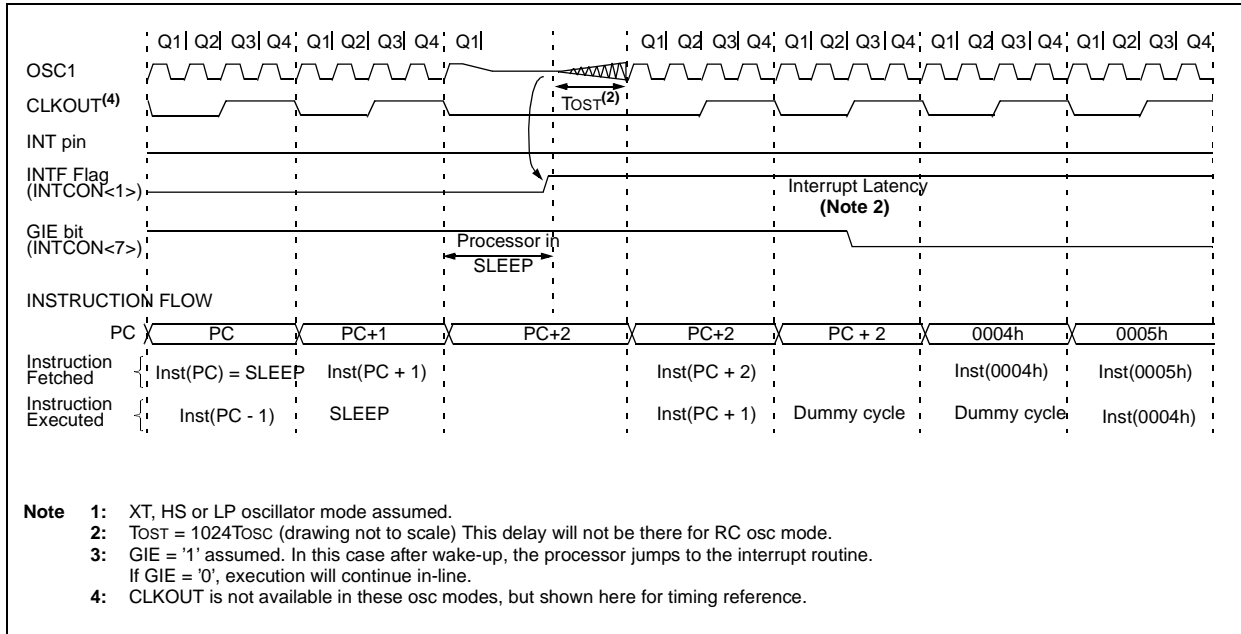 Q1 Q2 Q3 Q4 Q1 Q2 Q3 Q4 Q1 Q1 Q2 Q3 Q4 Q1 Q2 Q3 Q4 Q1 Q2 Q3 Q4 Q1 Q2 Q3 Q4
OSC1
CLKOUT(4)
TOST(2)
INT pin
INTF Flag
(INTCON<1>)
Interrupt Latency
(Note 2)
GIE bit
(INTCON<7>)
Processor in
SLEEP
INSTRUCTION FLOW
PC PC PC+1 PC+2 PC+2 PC + 2 0004h 0005h
Instruction
Fetched
Inst(PC) = SLEEP Inst(PC + 1) Inst(PC + 2) Inst(0004h) Inst(0005h)
Instruction
Executed
Inst(PC - 1) SLEEP Inst(PC + 1) Dummy cycle Dummy cycle Inst(0004h)
Note 1: XT, HS or LP oscillator mode assumed.
2: TOST = 1024TOSC (drawing not to scale) This delay will not be there for RC osc mode.
3: GIE = '1' assumed. In this case after wake-up, the processor jumps to the interrupt routine.
If GIE = '0', execution will continue in-line.
4: CLKOUT is not available in these osc modes, but shown here for timing reference.